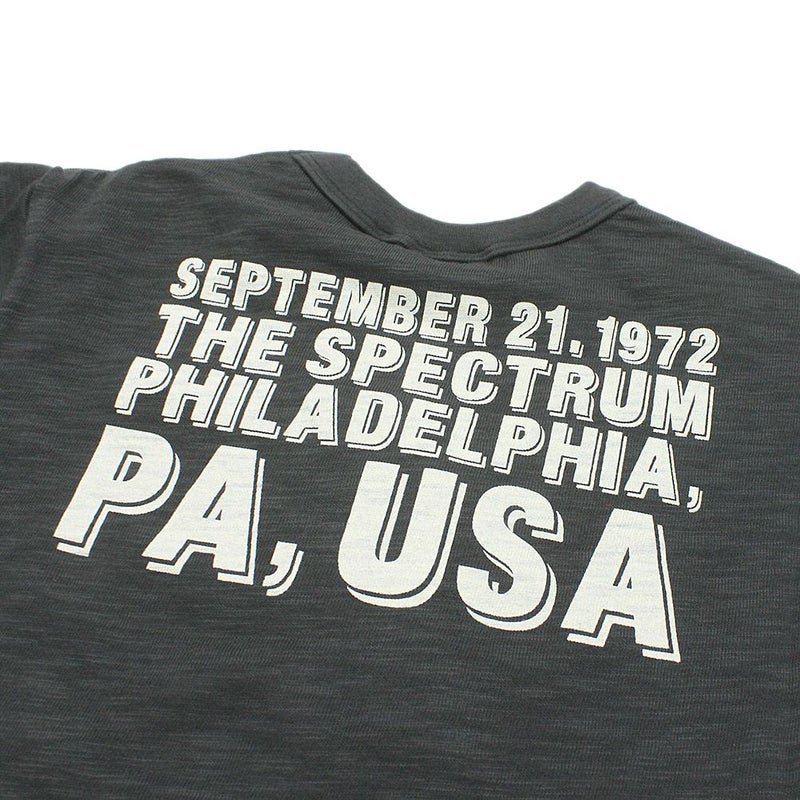 SEPTEMBER 21, 1972
THE SPECTRUM
PHILADELPHIA,
PA, USA